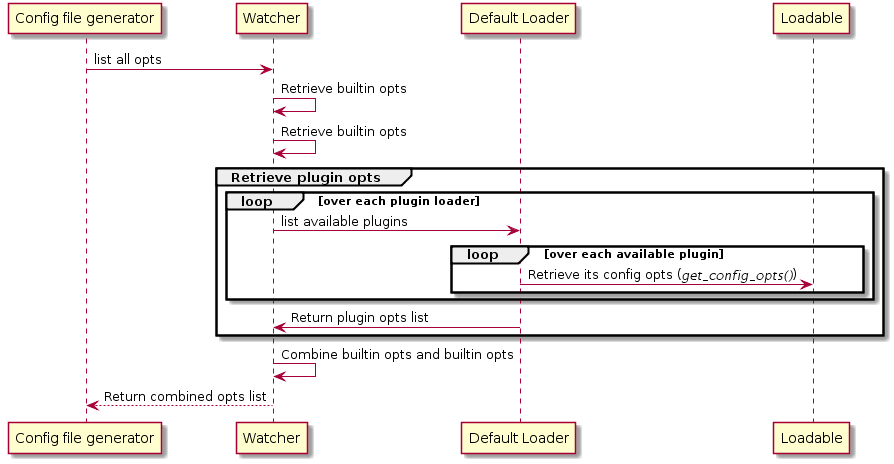 Config file generator
Watcher
Default Loader
Loadable
list all opts
Retrieve builtin opts
Retrieve builtin opts
Retrieve plugin opts
loop [over each plugin loader]
list available plugins
loop [over each available plugin]
Retrieve its config opts (get_config_opts())
Return plugin opts list
Combine builtin opts and builtin opts
Return combined opts list
Config file generator
Watcher
Default Loader
Loadable